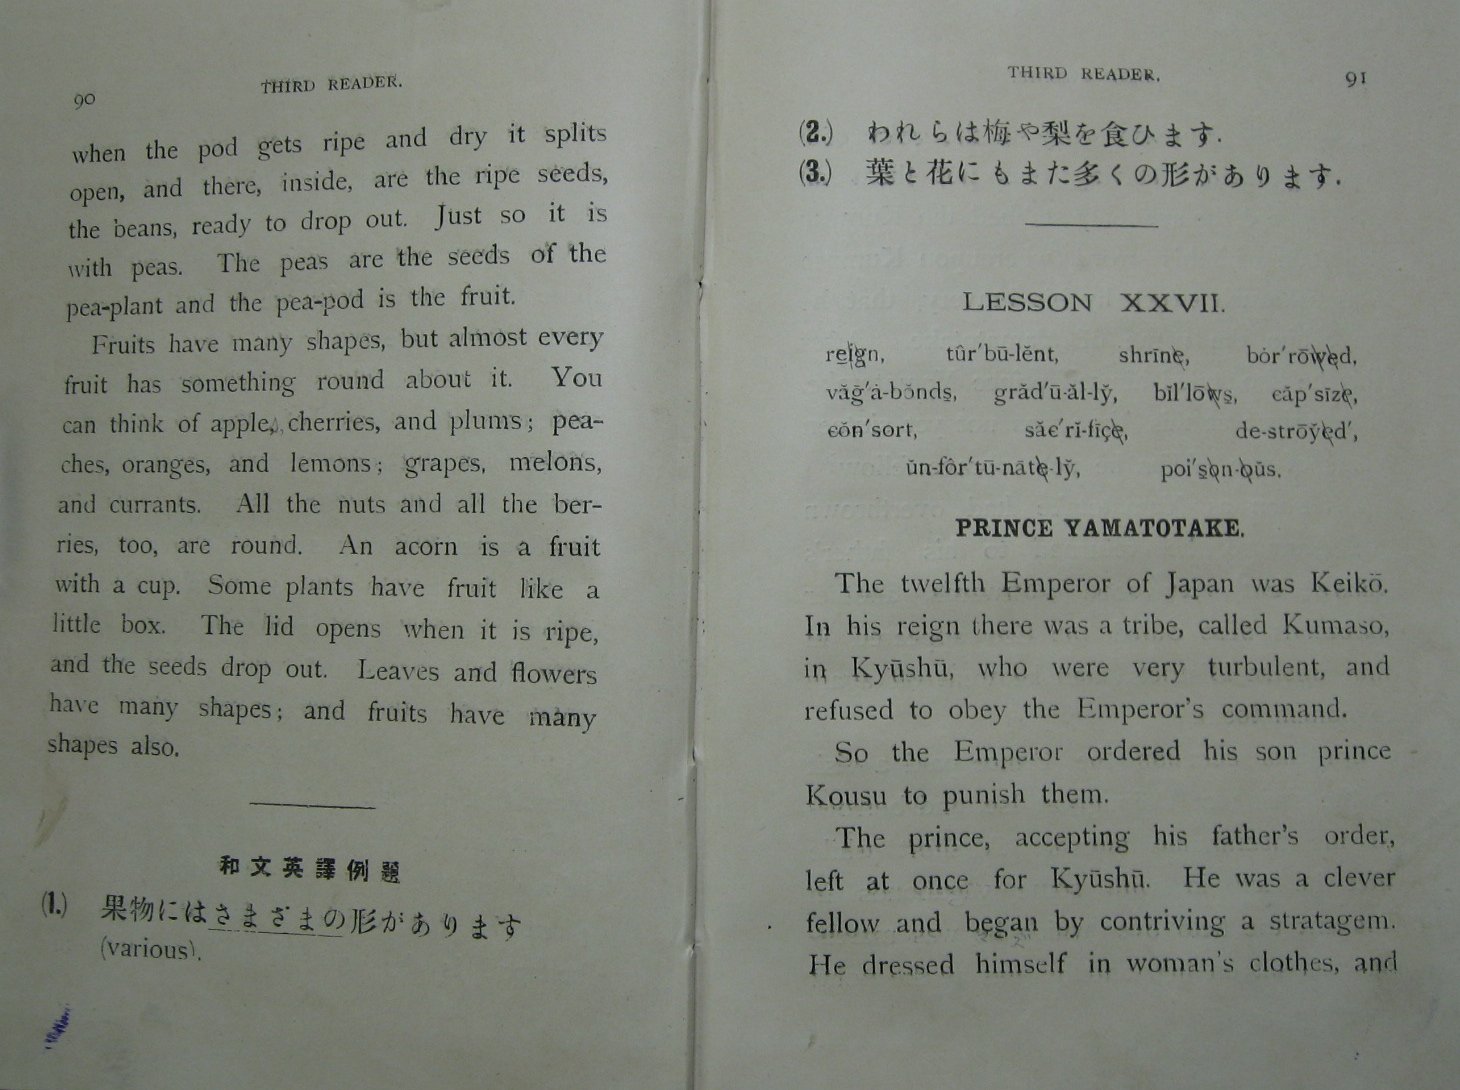 90
THIRD READER.
when the pod gets ripe and dry it splits
open, and there, inside, are the ripe seeds,
the beans, ready to drop out. Just so it is
with peas. The peas are the seeds of the
pea-plant and the pea-pod is the fruit.
Fruits have many shapes, but almost every
fruit has something round about it. You
can think of apple, cherries, and plums; pea-
ches, oranges, and lemons; grapes, melons,
and currants. All the nuts and all the ber-
ries, too, are round. An acorn is a fruit
with a cup. Some plants have fruit like a
little box. The lid opens when it is ripe,
and the seeds drop out. Leaves and flowers
have many shapes; and fruits have many
shapes also.
和文英譯例題
(1.) 果物にはさまざまの形があります
(various).
THIRD READER.
91
(2.) われらは梅や梨を食ひます.
(3.) 葉と花にもまた多くの形があります.
LESSON XXVII.
reign, tûr′bū-lĕnt, shrīne, bŏr′rōwed,
văḡ′ȧ-bŏnds, grăd′ū-ăl-ly̆, bĭl′lōws, căp′sīze,
cŏn′sort, săc′rĭ-fīçe, de-stroy̆ed′,
ŭn-fôr′tū-nāte-ly̆, poi′son-oŭs.
PRINCE YAMATOTAKE.
The twelfth Emperor of Japan was Keikō.
In his reign there was a tribe, called Kumaso,
in Kyūshū, who were very turbulent, and
refused to obey the Emperor's command.
So the Emperor ordered his son prince
Kousu to punish them.
The prince, accepting his father's order,
left at once for Kyūshū. He was a clever
fellow and began by contriving a stratagem.
He dressed himself in woman's clothes, and